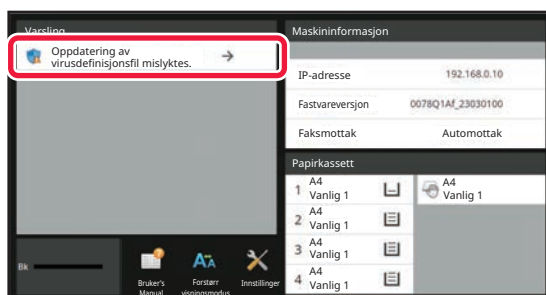 Varsling
Oppdatering av
virusdefinisjonsfil mislyktes.
Maskininformasjon
IP-adresse 192.168.0.10
Fastvareversjon 0078Q1Af_23030100
Faksmottak Automottak
Papirkassett
1 A4
Vanlig 1
A4
Vanlig 1
2 A4
Vanlig 1
3 A4
Vanlig 1
4 A4
Vanlig 1
Bk
Bruker's
Manual
Forstørr
visningsmodus
Innstillinger